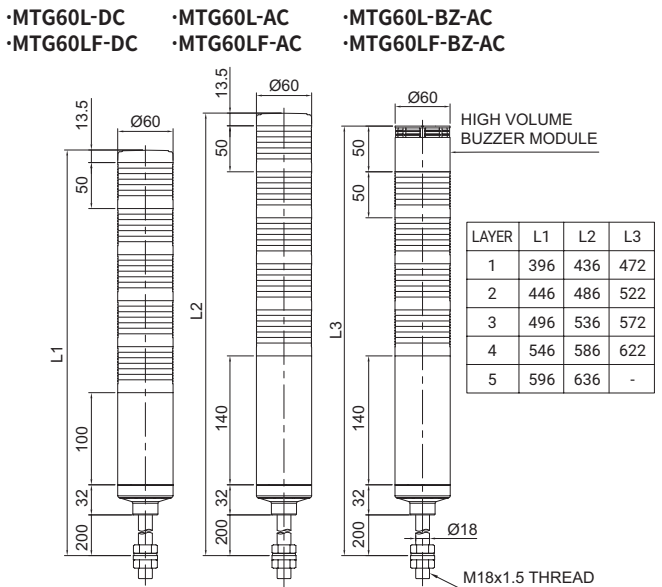 ·MTG60L-DC ·MTG60L-AC ·MTG60L-BZ-AC
·MTG60LF-DC ·MTG60LF-AC ·MTG60LF-BZ-AC
13.5
Ø60
50
L1
100
32
200
13.5
Ø60
50
L2
140
32
200
Ø60
HIGH VOLUME
BUZZER MODULE
50
50
L3
140
32
200
Ø18
M18x1.5 THREAD
LAYER L1 L2 L3
1 396 436 472
2 446 486 522
3 496 536 572
4 546 586 622
5 596 636 -